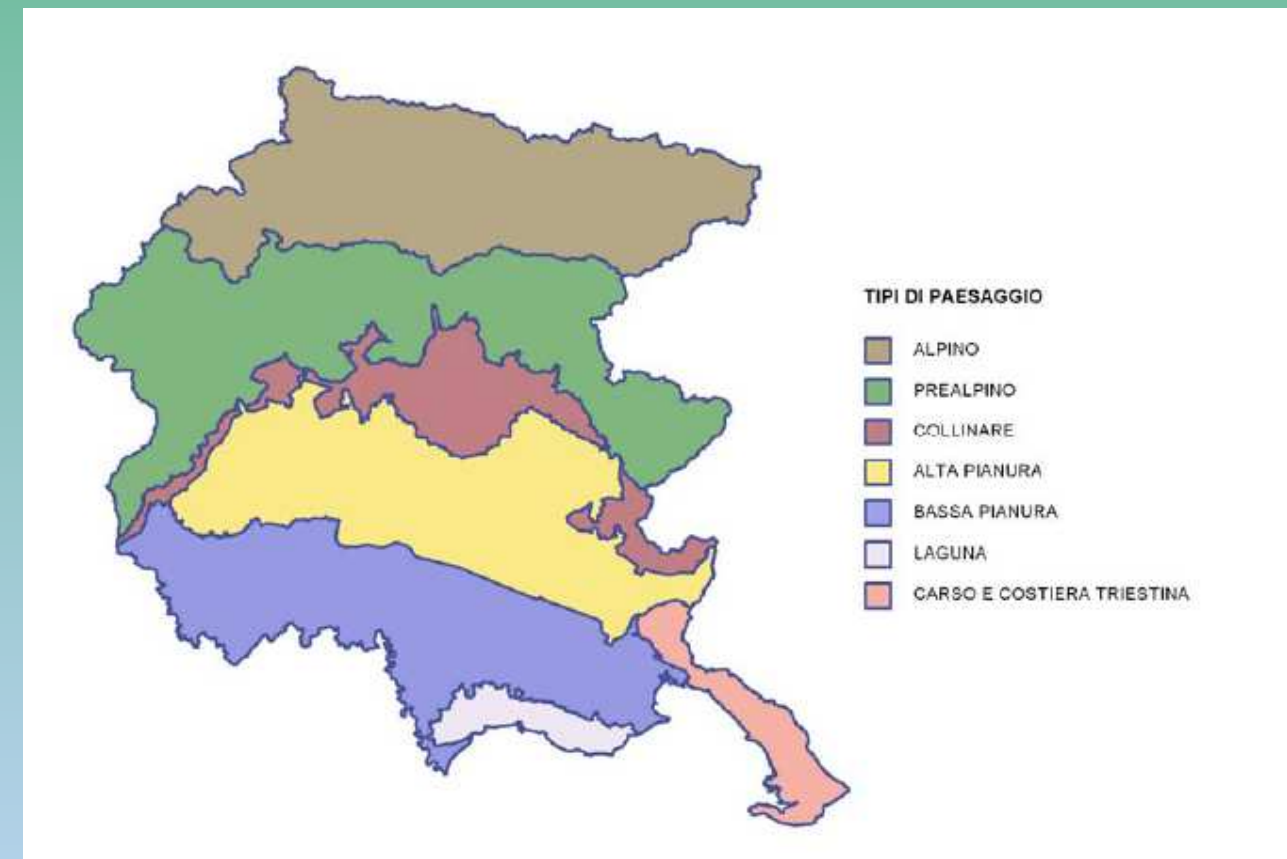 TIPI DI PAESAGGIO
ALPINO
PREALPINO
COLLINARE
ALTA PIANURA
BASSA PIANURA
LAGUNA
CARSO E COSTIERA TRIESTINA